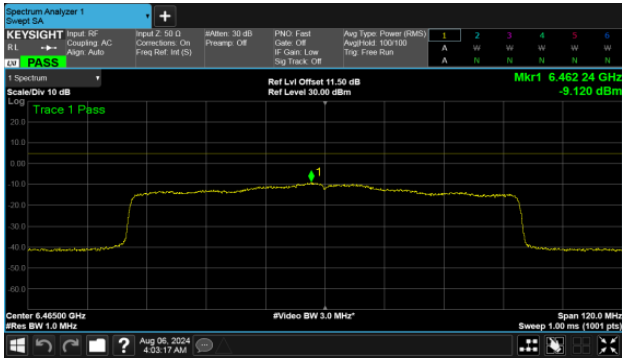 Spectrum Analyzer 1
Swept SA
+
KEYSIGHT Input: RF Input Z: 50 Ω #Atten: 30 dB PNO: Fast Avg Type: Power (RMS) 1 2 3 4 5 6
RL Coupling: AC Corrections: On Preamp: Off Gate: Off Avg|Hold: 100/100 A W W W W W
Align: Auto Freq Ref: Int (S) IF Gain: Low Trig: Free Run
LXI PASS Sig Track: Off A N N N N N
1 Spectrum Ref Lvl Offset 11.50 dB Mkr1 6.462 24 GHz
Scale/Div 10 dB Ref Level 30.00 dBm -9.120 dBm
Log
Trace 1 Pass
20.0
10.0
0.00
1
-10.0
-20.0
-30.0
-40.0
-50.0
-60.0
Center 6.46500 GHz #Video BW 3.0 MHz* Span 120.0 MHz
#Res BW 1.0 MHz Sweep 1.00 ms (1001 pts)
? Aug 06, 2024
4:03:17 AM